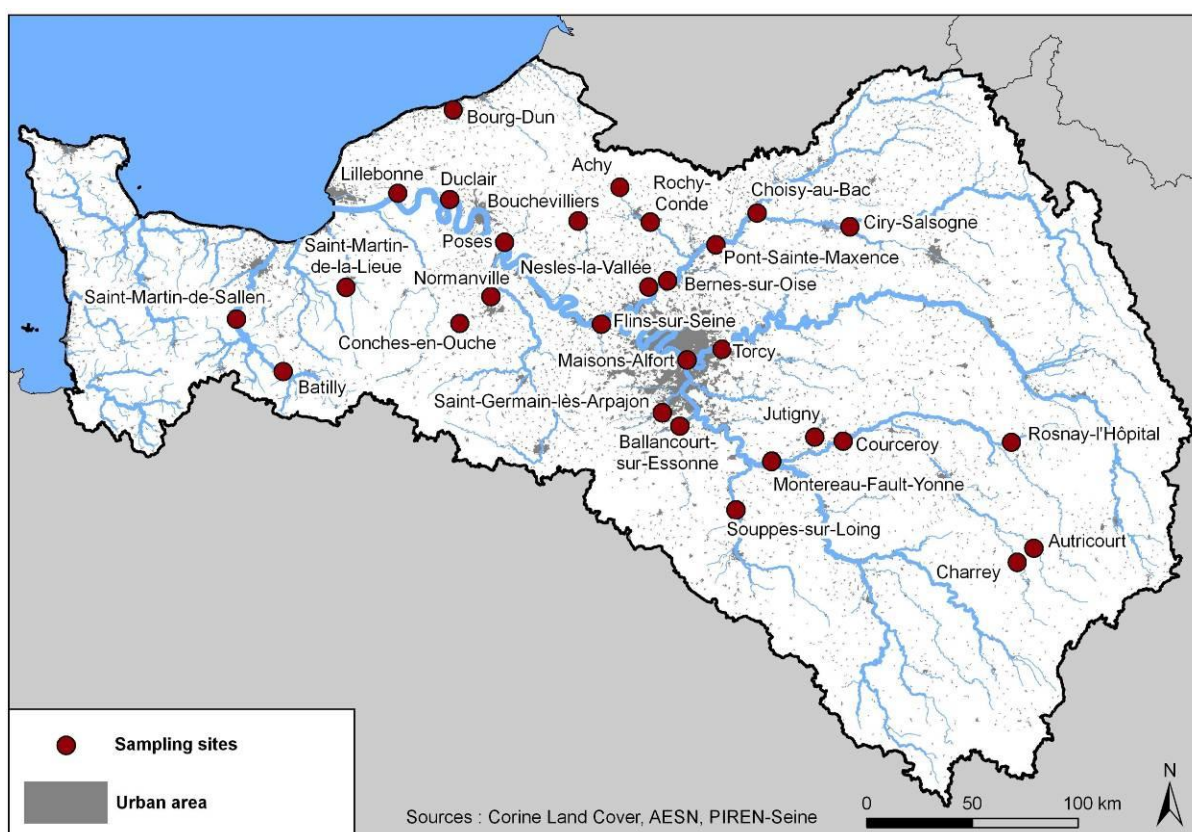 Bourg-Dun
Achy
Lillebonne
Duclair
Rochy-
Conde
Choisy-au-Bac
Bouchevilliers
Ciry-Salsogne
Poses
Saint-Martin-
de-la-Lieue
Pont-Sainte-Maxence
Nesles-la-Vallée
Normanville
Bernes-sur-Oise
Saint-Martin-de-Sallen
Flins-sur-Seine
Conches-en-Ouche
Maisons-Alfort
Torcy
Batilly
Saint-Germain-lès-Arpajon
Jutigny
Ballancourt-
sur-Essonne
Courceroy
Rosnay-l'Hôpital
Montereau-Fault-Yonne
Souppes-sur-Loing
Autricourt
Charrey
Sampling sites
Urban area
Sources : Corine Land Cover, AESN, PIREN-Seine
N
0 50 100 km